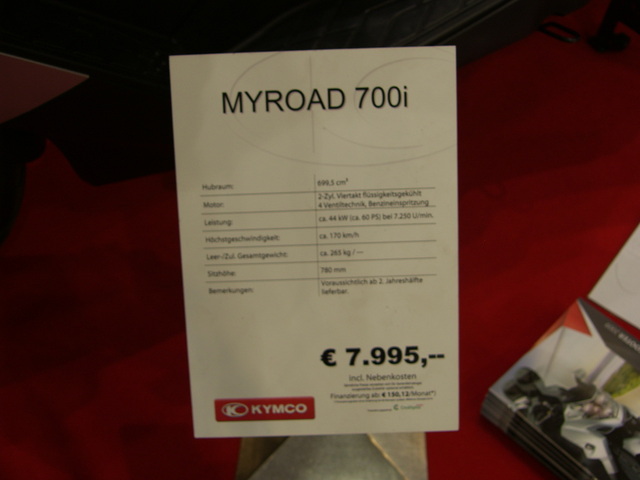 MYROAD 700i
Hubraum: 699,5 cm³
Motor: 2-Zyl. Viertakt flüssigkeitsgekühlt
4 Ventiltechnik, Benzineinspritzung
Leistung: ca. 44 kW (ca. 60 PS) bei 7.250 U/min.
Höchstgeschwindigkeit: ca. 170 km/h
Leer-/Zul. Gesamtgewicht: ca. 265 kg / ---
Sitzhöhe: 780 mm
Bemerkungen: Voraussichtlich ab 2. Jahreshälfte
lieferbar.
€ 7.995,--
incl. Nebenkosten
Finanzierung ab € 150,12/Monat*)
KYMCO